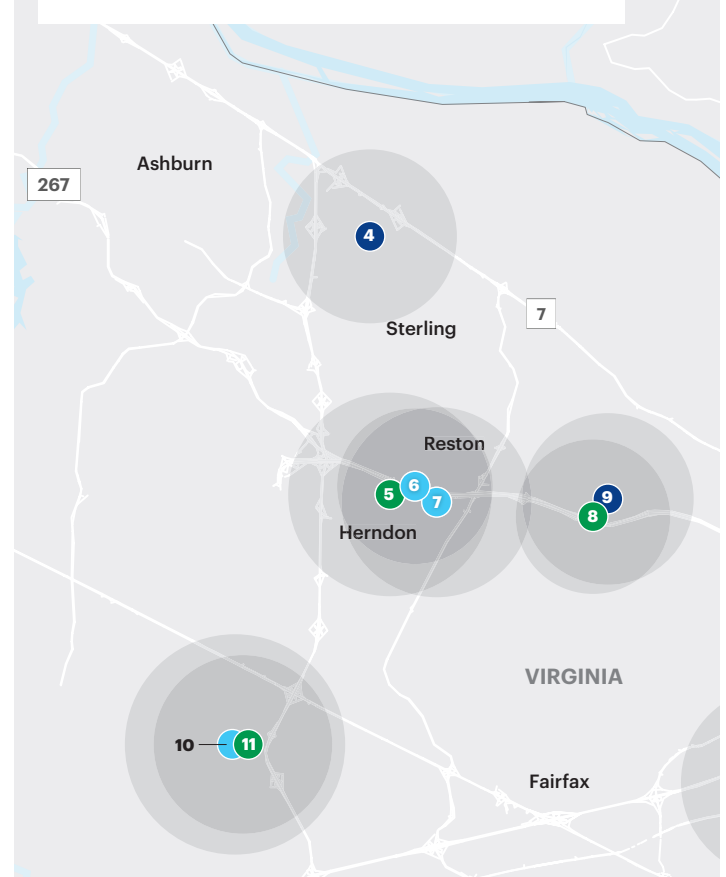 Ashburn
267
4
7
Sterling
Reston
6
5
7
9
8
Herndon
VIRGINIA
10
11
Fairfax